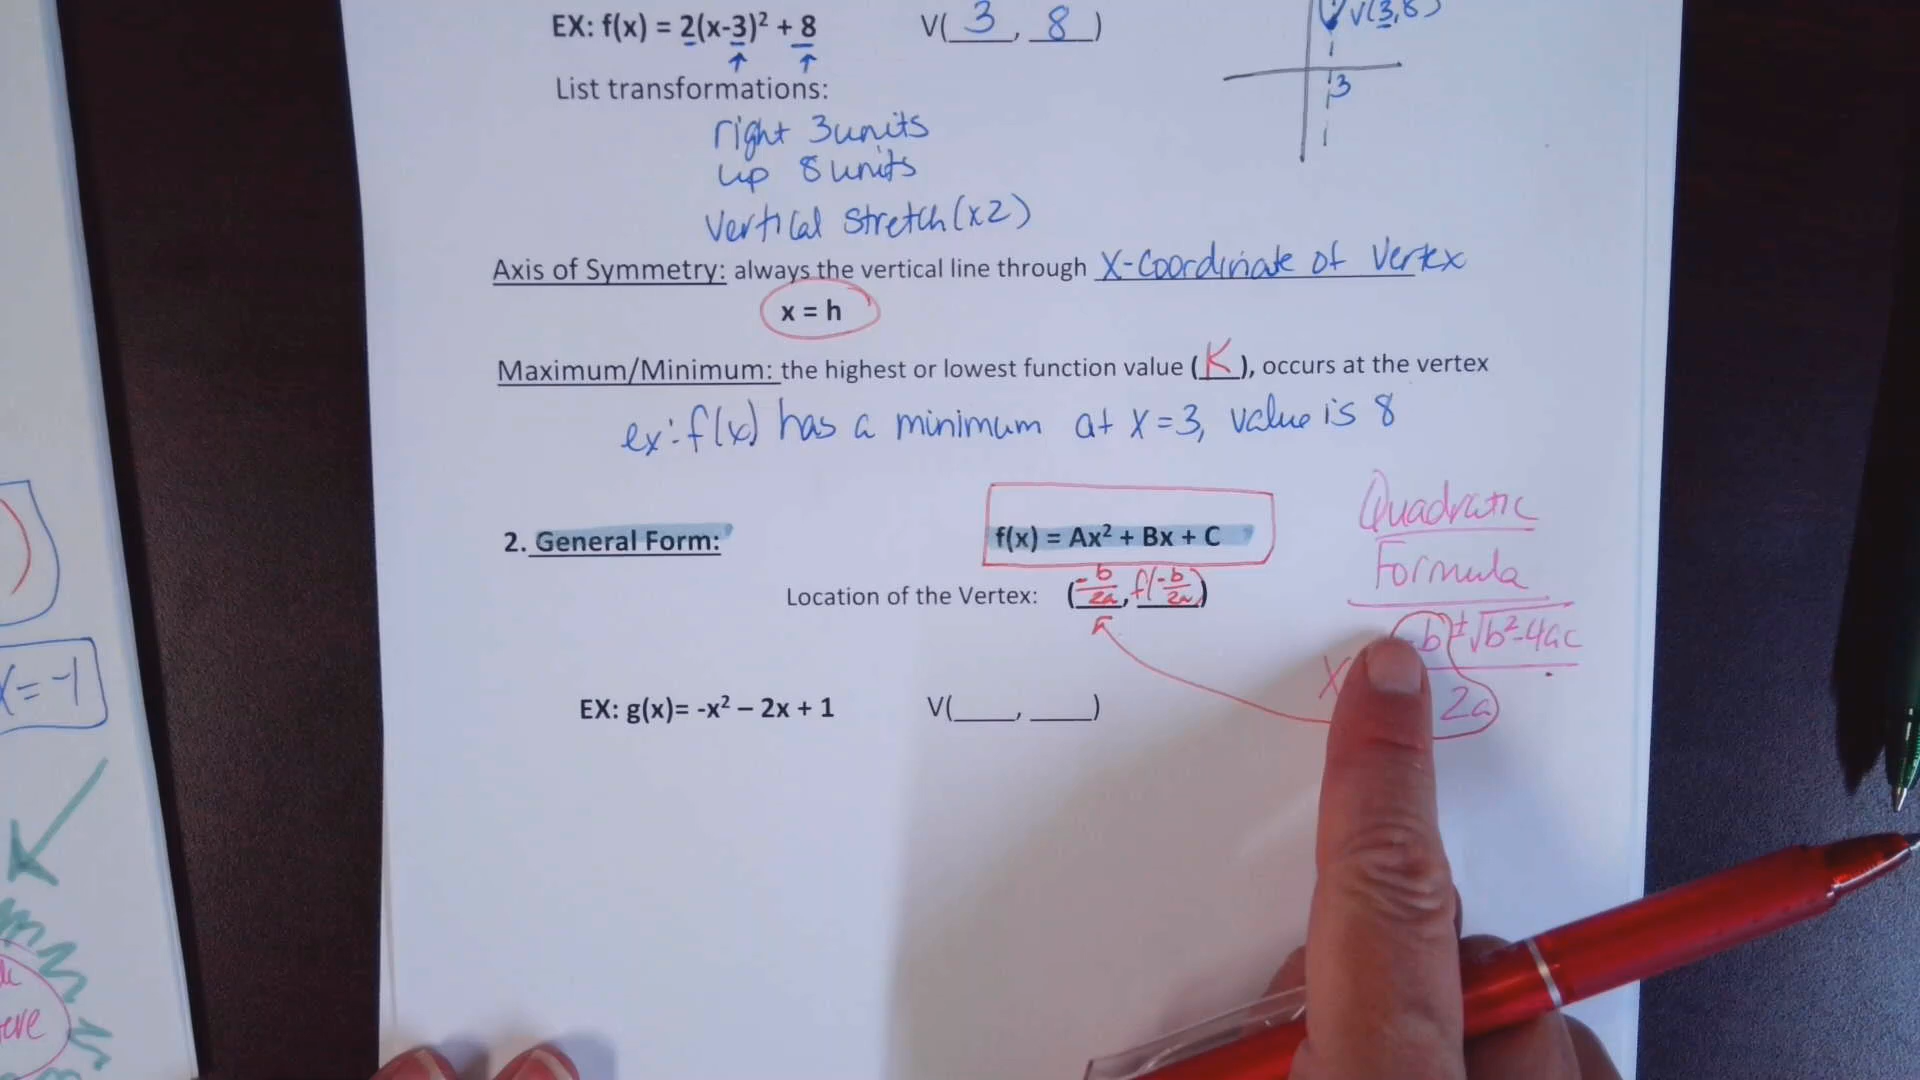 EX: f(x) = 2(x-3)² + 8 V( 3 , 8 )
V(3,8)
3
List transformations:
right 3 units
up 8 units
Vertical stretch (x2)
Axis of Symmetry: always the vertical line through X-Coordinate of Vertex
x = h
Maximum/Minimum: the highest or lowest function value (K), occurs at the vertex
ex: f(x) has a minimum at x=3, value is 8
2. General Form: f(x) = Ax² + Bx + C
Location of the Vertex: (-b/2a, f(-b/2a))
EX: g(x)= -x² – 2x + 1 V(____, ____)
Quadratic
Formula
X -b ± √b²-4ac
2a
x = -1